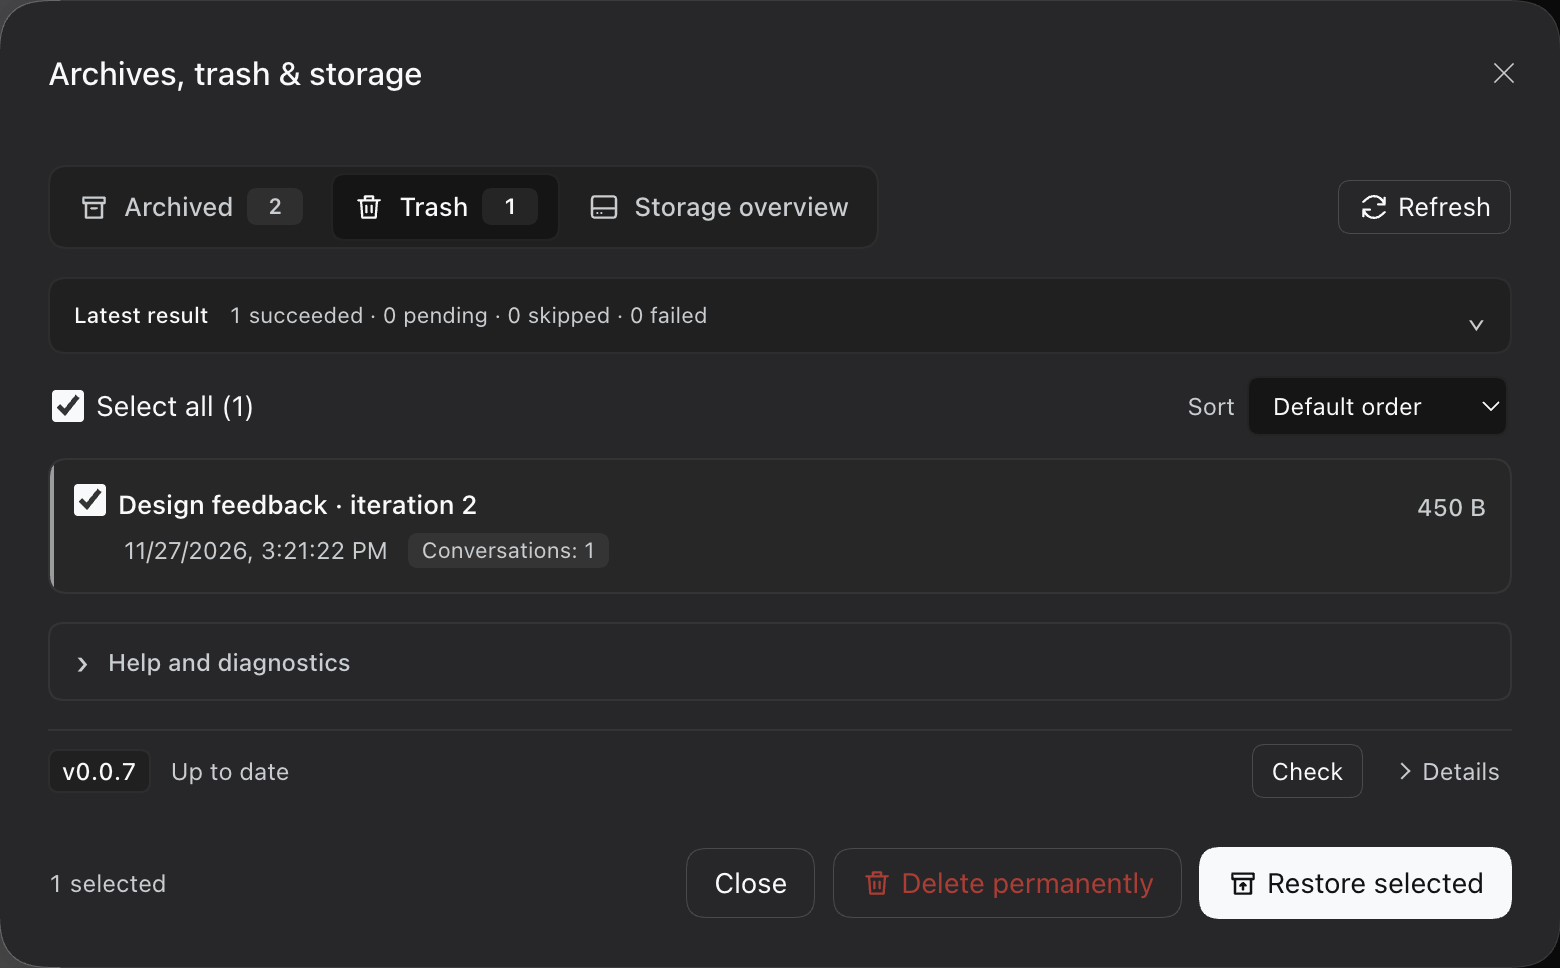 Archives, trash & storage
Archived 2 Trash 1 Storage overview Refresh
Latest result 1 succeeded · 0 pending · 0 skipped · 0 failed
Select all (1) Sort Default order
Design feedback · iteration 2 450 B
11/27/2026, 3:21:22 PM Conversations: 1
Help and diagnostics
v0.0.7 Up to date Check Details
1 selected Close Delete permanently Restore selected